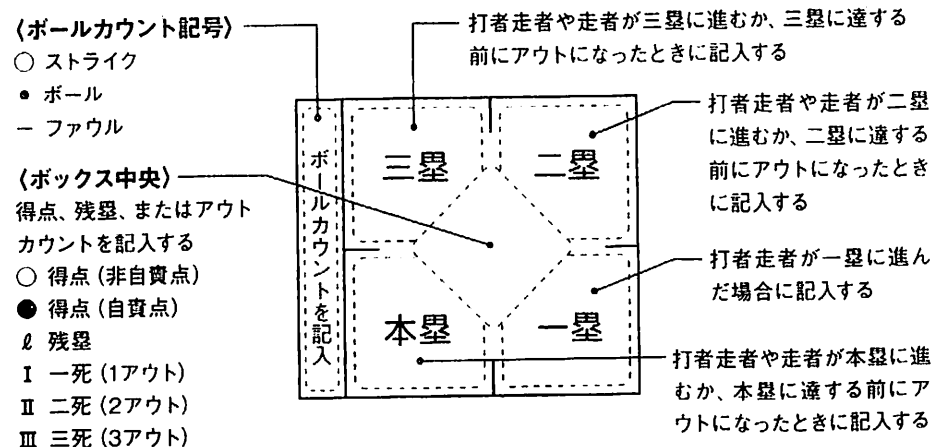 〈ボールカウント記号〉
○ ストライク
• ボール
− ファウル
〈ボックス中央〉
得点、残塁、またはアウト
カウントを記入する
○ 得点（非自責点）
● 得点（自責点）
ℓ 残塁
Ⅰ 一死（1アウト）
Ⅱ 二死（2アウト）
Ⅲ 三死（3アウト）
ボールカウントを記入
三塁
二塁
本塁
一塁
打者走者や走者が三塁に進むか、三塁に達する
前にアウトになったときに記入する
打者走者や走者が二塁
に進むか、二塁に達する
前にアウトになったとき
に記入する
打者走者が一塁に進ん
だ場合に記入する
打者走者や走者が本塁に進
むか、本塁に達する前にア
ウトになったときに記入する